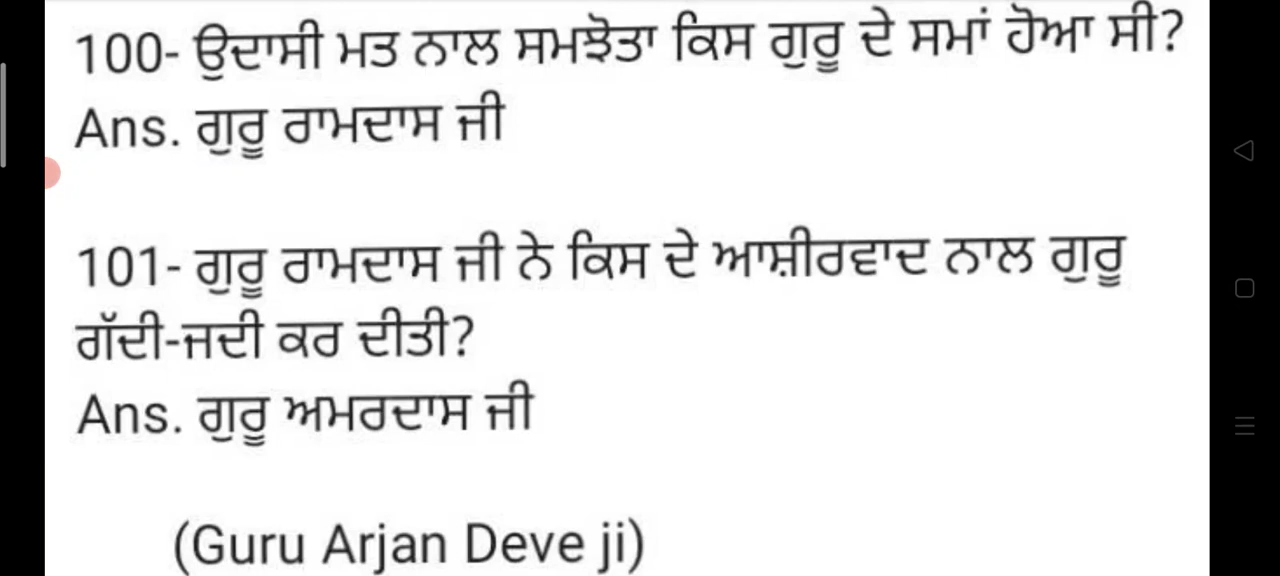 100- ਉਦਾਸੀ ਮਤ ਨਾਲ ਸਮਝੋਤਾ ਕਿਸ ਗੁਰੂ ਦੇ ਸਮਾਂ ਹੋਆ ਸੀ?
Ans. ਗੁਰੂ ਰਾਮਦਾਸ ਜੀ
101- ਗੁਰੂ ਰਾਮਦਾਸ ਜੀ ਨੇ ਕਿਸ ਦੇ ਆਸ਼ੀਰਵਾਦ ਨਾਲ ਗੁਰੂ
ਗੱਦੀ-ਜਦੀ ਕਰ ਦੀਤੀ?
Ans. ਗੁਰੂ ਅਮਰਦਾਸ ਜੀ
(Guru Arjan Deve ji)